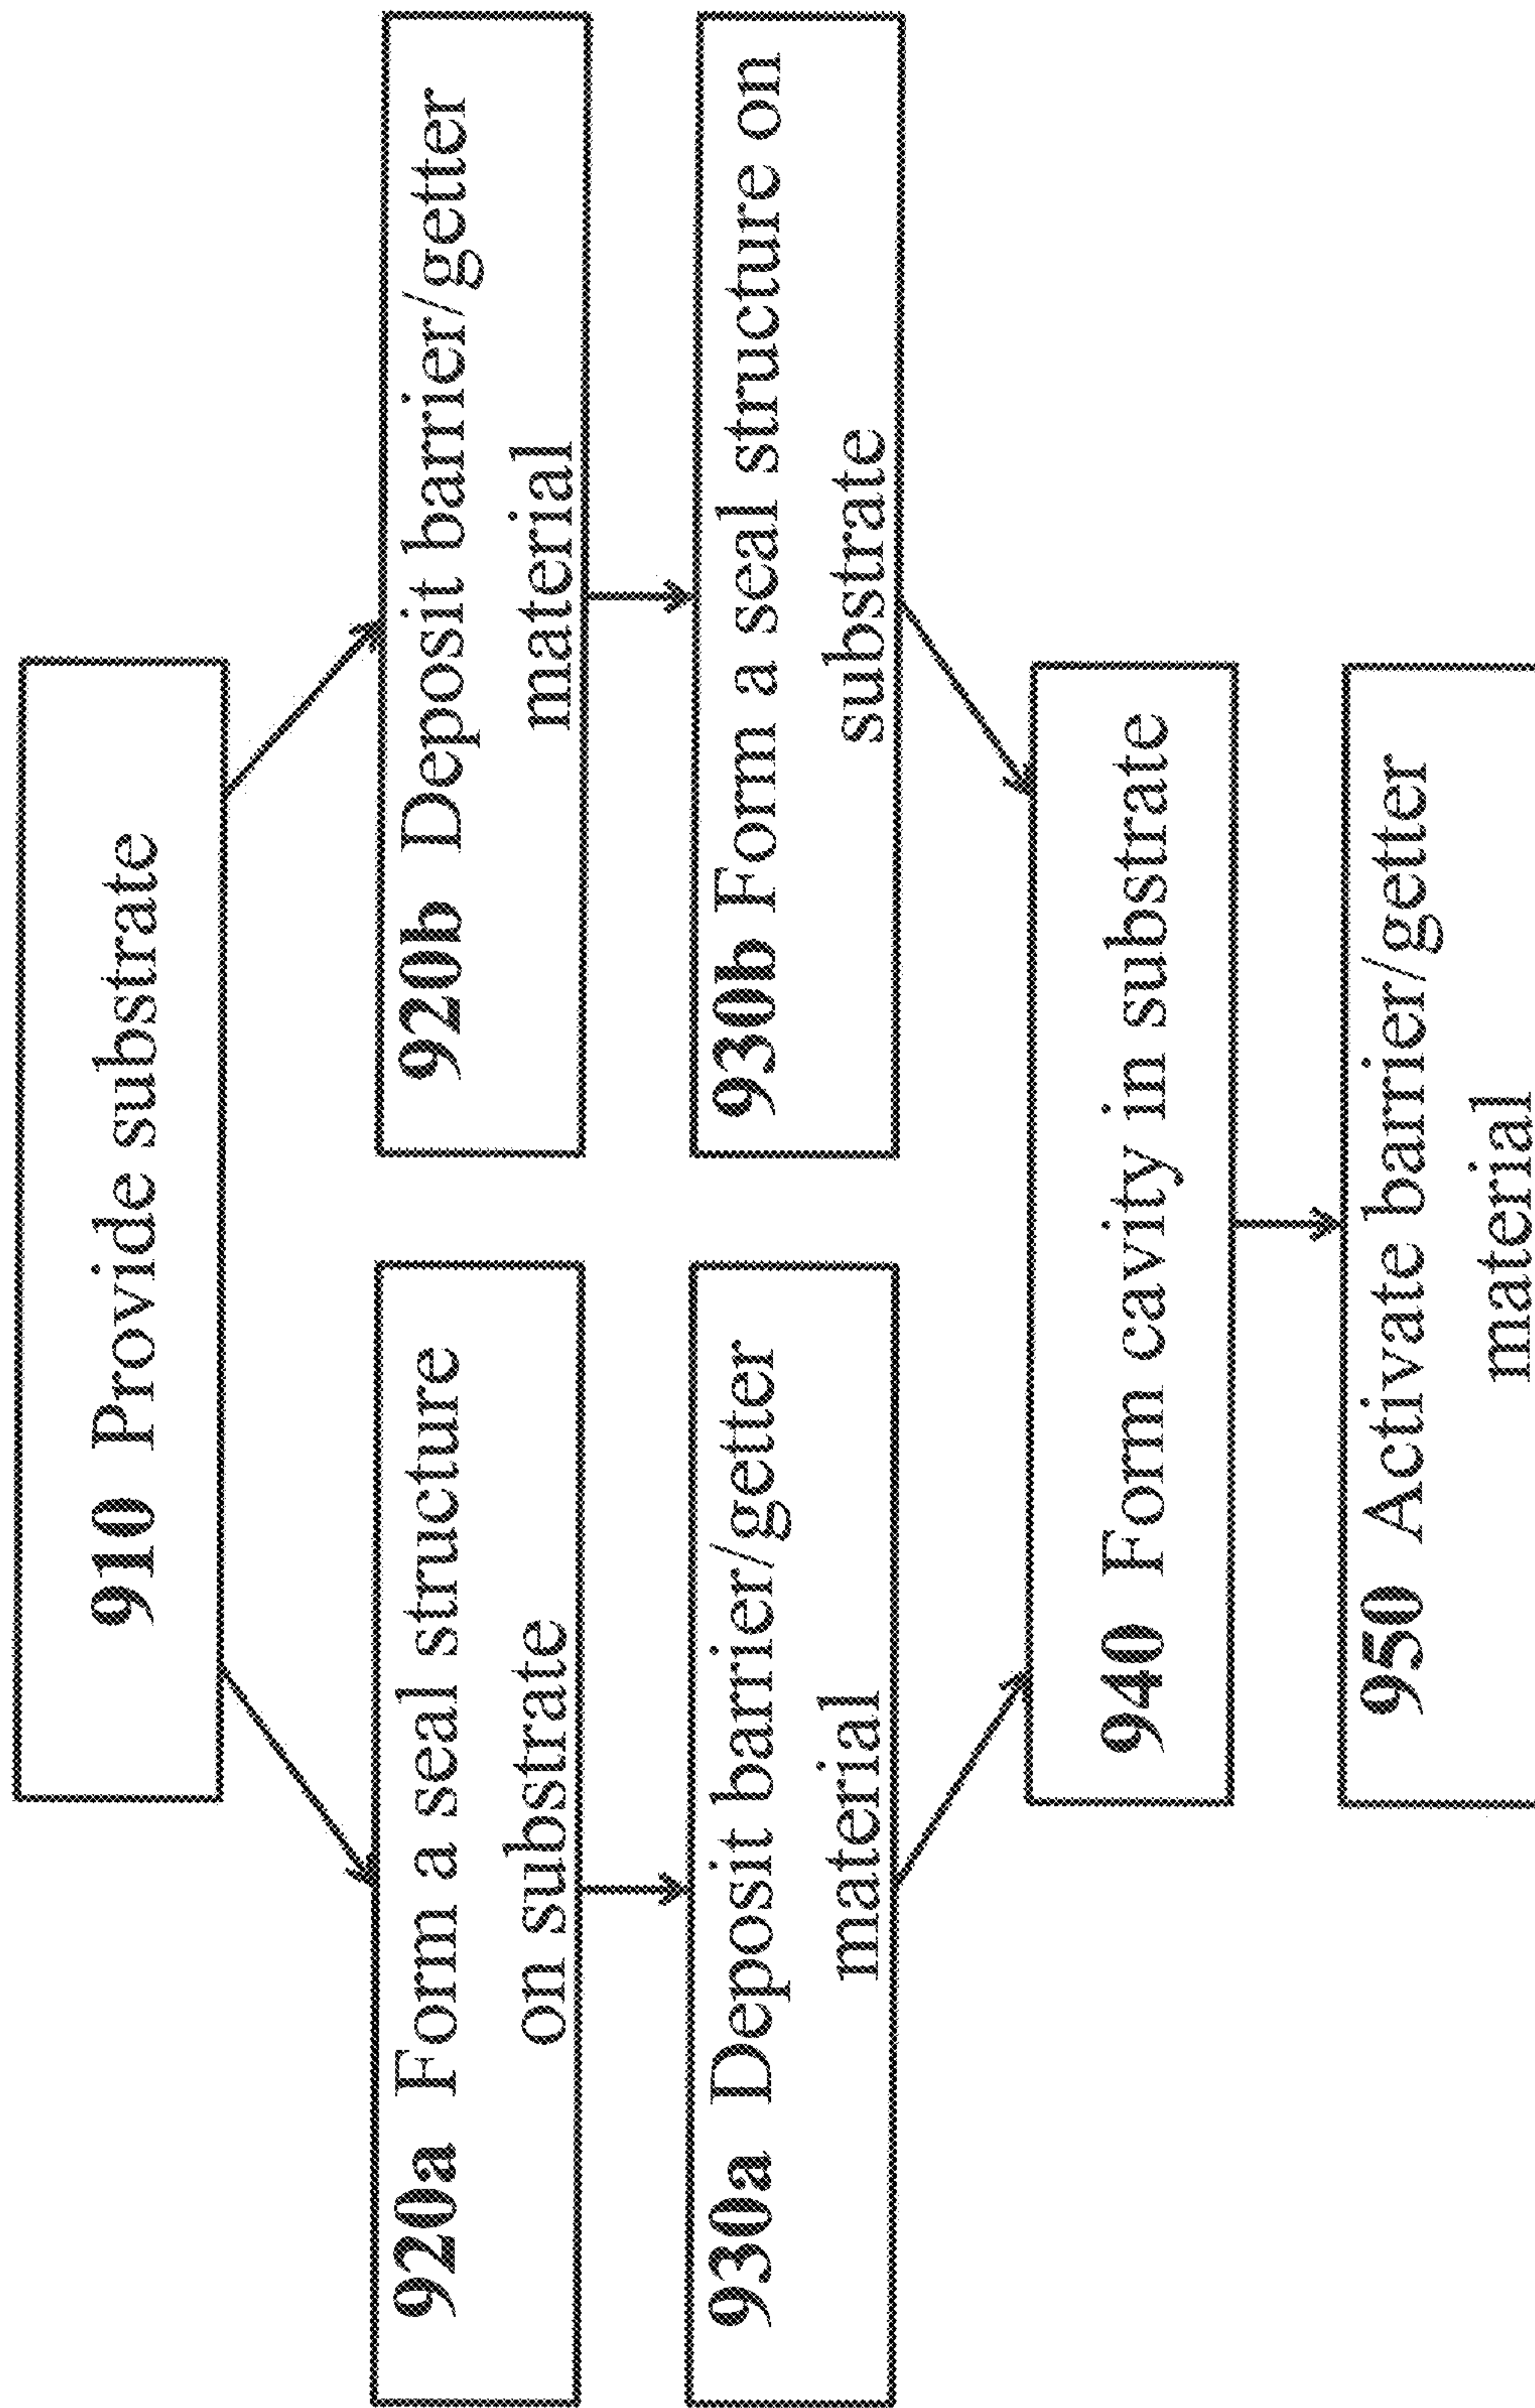 910 Provide substrate
920a Form a seal structure
on substrate
920b Deposit barrier/getter
material
930a Deposit barrier/getter
material
930b Form a seal structure on
substrate
940 Form cavity in substrate
950 Activate barrier/getter
material